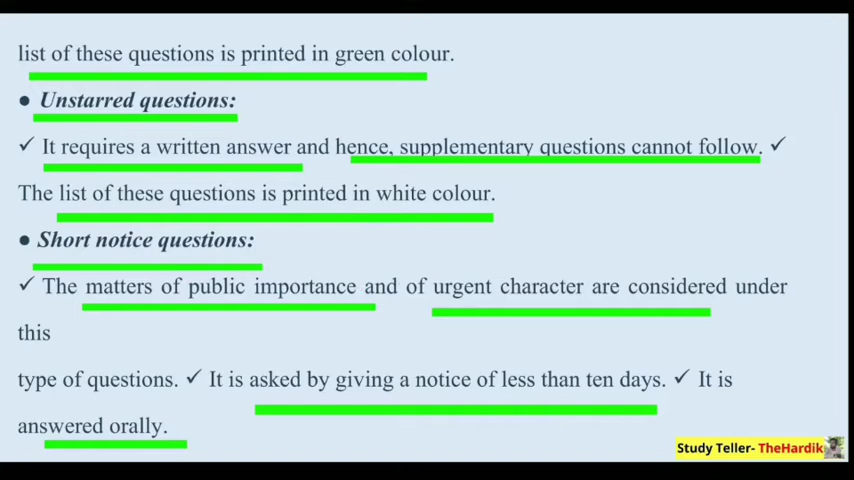 list of these questions is printed in green colour.
● Unstarred questions:
✓ It requires a written answer and hence, supplementary questions cannot follow. ✓
The list of these questions is printed in white colour.
● Short notice questions:
✓ The matters of public importance and of urgent character are considered under
this
type of questions. ✓ It is asked by giving a notice of less than ten days. ✓ It is
answered orally.
Study Teller- TheHardik